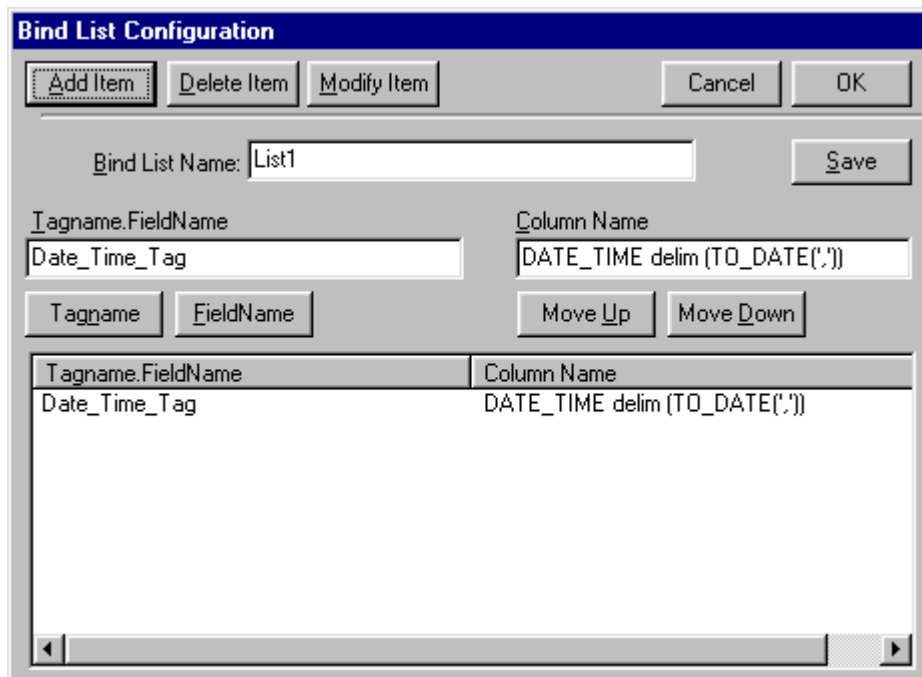 Bind List Configuration
Add Item Delete Item Modify Item Cancel OK
Bind List Name: List1 Save
Tagname.FieldName Column Name
Date_Time_Tag DATE_TIME delim (TO_DATE(','))
Tagname FieldName Move Up Move Down
Tagname.FieldName Column Name
Date_Time_Tag DATE_TIME delim (TO_DATE(','))